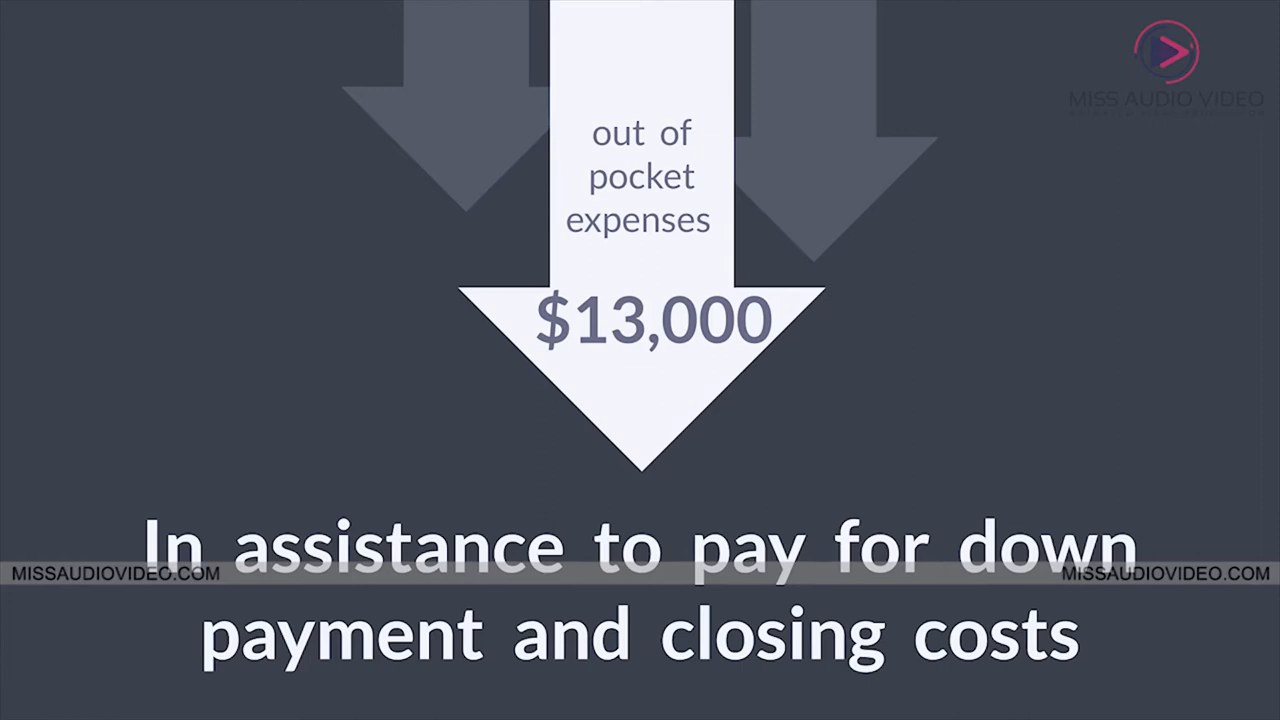 MISS AUDIO VIDEO
out of
pocket
expenses
$13,000
In assistance to pay for down
MISSAUDIOVIDEO.COM MISSAUDIOVIDEO.COM
payment and closing costs